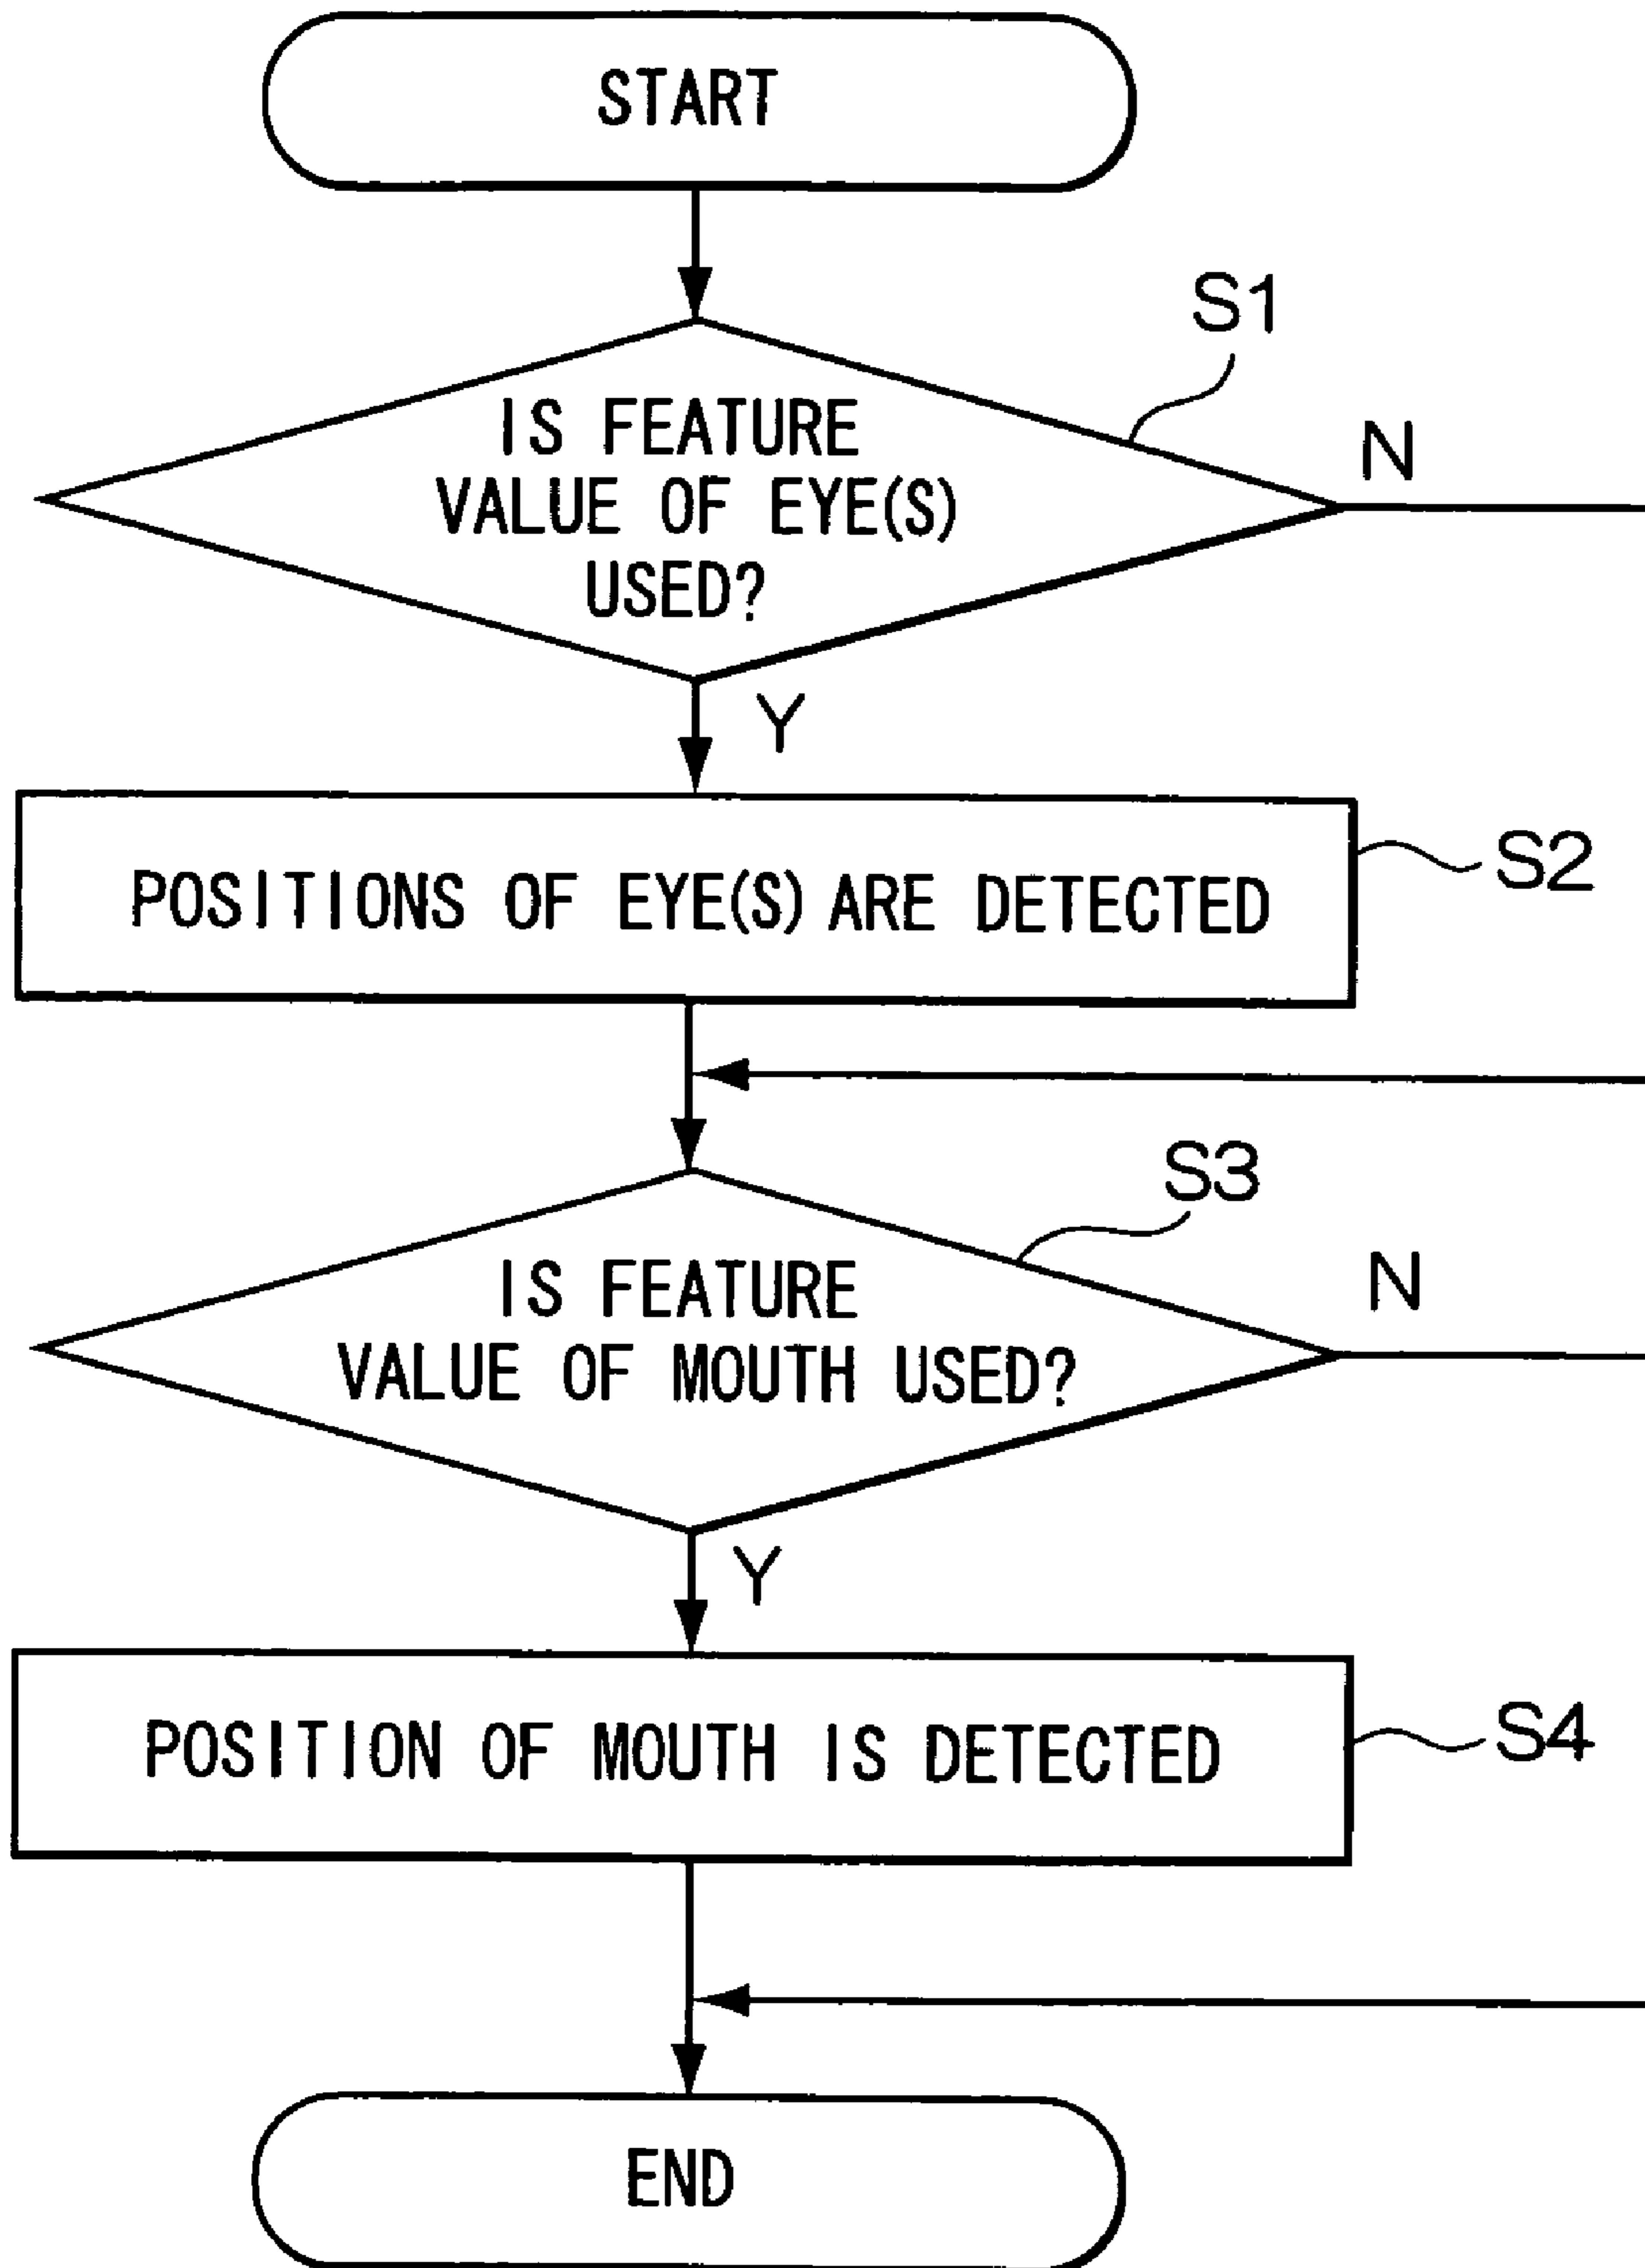 START
S1
IS FEATURE
VALUE OF EYE(S)
USED?
N
Y
POSITIONS OF EYE(S) ARE DETECTED
S2
S3
IS FEATURE
VALUE OF MOUTH USED?
N
Y
POSITION OF MOUTH IS DETECTED
S4
END